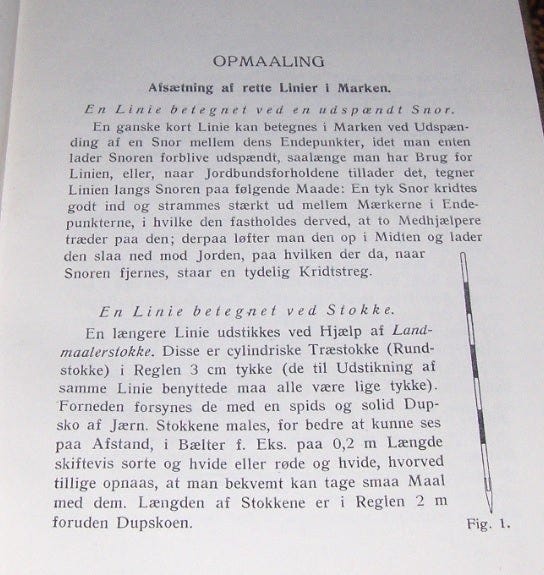 OPMAALING
Afsætning af rette Linier i Marken.
En Linie betegnet ved en udspændt Snor.
En ganske kort Linie kan betegnes i Marken ved Udspæn-
ding af en Snor mellem dens Endepunkter, idet man enten
lader Snoren forblive udspændt, saalænge man har Brug for
Linien, eller, naar Jordbundsforholdene tillader det, tegner
Linien langs Snoren paa følgende Maade: En tyk Snor kridtes
godt ind og strammes stærkt ud mellem Mærkerne i Ende-
punkterne, i hvilke den fastholdes derved, at to Medhjælpere
træder paa den; derpaa løfter man den op i Midten og lader
den slaa ned mod Jorden, paa hvilken der da, naar
Snoren fjernes, staar en tydelig Kridtstreg.
En Linie betegnet ved Stokke.
En længere Linie udstikkes ved Hjælp af Land-
maalerstokke. Disse er cylindriske Træstokke (Rund-
stokke) i Reglen 3 cm tykke (de til Udstikning af
samme Linie benyttede maa alle være lige tykke).
Forneden forsynes de med en spids og solid Dup-
sko af Jærn. Stokkene males, for bedre at kunne ses
paa Afstand, i Bælter f. Eks. paa 0,2 m Længde
skiftevis sorte og hvide eller røde og hvide, hvorved
tillige opnaas, at man bekvemt kan tage smaa Maal
med dem. Længden af Stokkene er i Reglen 2 m
foruden Dupskoen.
Fig. 1.